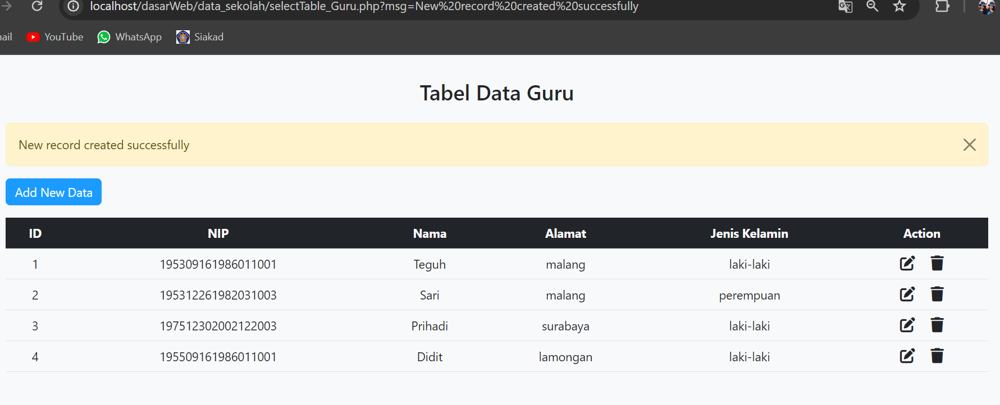 localhost/dasarWeb/data_sekolah/selectTable_Guru.php?msg=New%20record%20created%20successfully
YouTube WhatsApp Siakad
Tabel Data Guru
New record created successfully
Add New Data
ID NIP Nama Alamat Jenis Kelamin Action
1 195309161986011001 Teguh malang laki-laki
2 195312261982031003 Sari malang perempuan
3 197512302002122003 Prihadi surabaya laki-laki
4 195509161986011001 Didit lamongan laki-laki